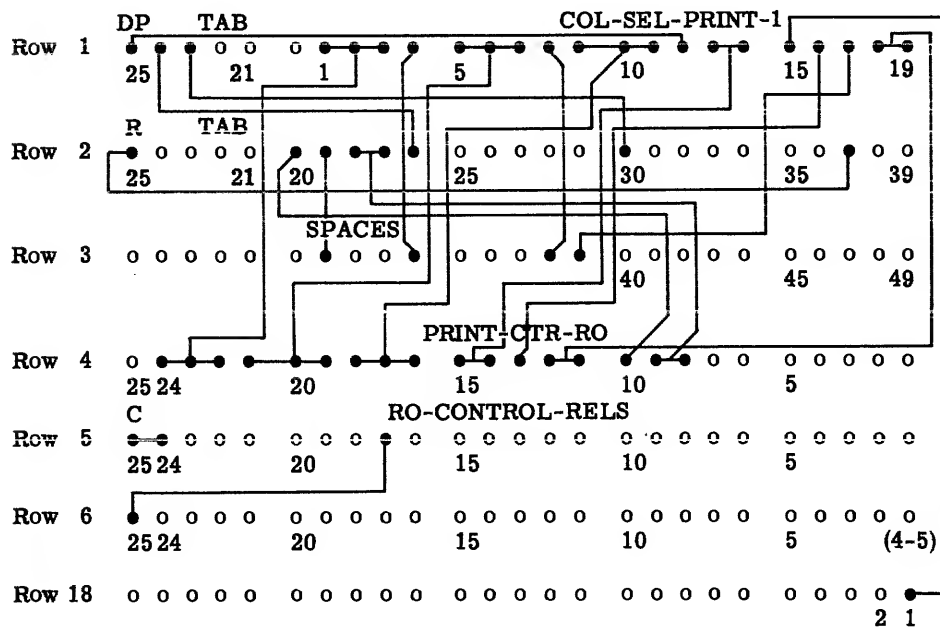 DP TAB COL-SEL-PRINT-1
Row 1
25 21 1 5 10 15 19
R TAB
Row 2
25 21 20 25 30 35 39
SPACES
Row 3
40 45 49
PRINT-CTR-RO
Row 4
25 24 20 15 10 5
C RO-CONTROL-RELS
Row 5
25 24 20 15 10 5
Row 6
25 24 20 15 10 5 (4-5)
Row 18
2 1